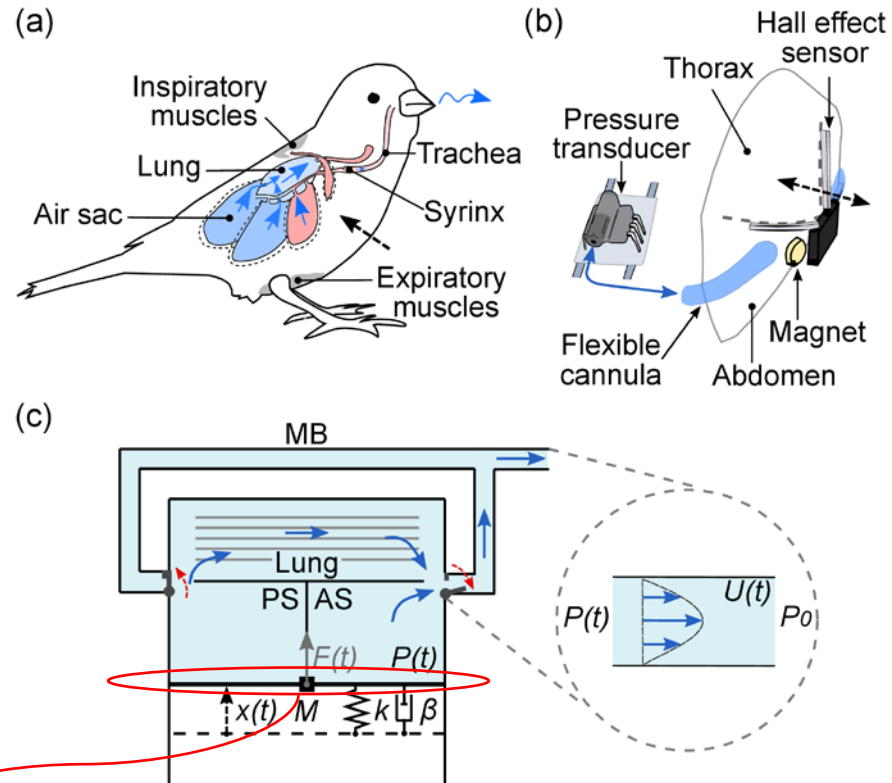 (a)
Inspiratory
muscles
Lung
Air sac
Trachea
Syrinx
Expiratory
muscles
(b)
Hall effect
sensor
Thorax
Pressure
transducer
Flexible
cannula
Magnet
Abdomen
(c)
MB
Lung
PS AS
F(t) P(t)
x(t) M k β
P(t) U(t) P0